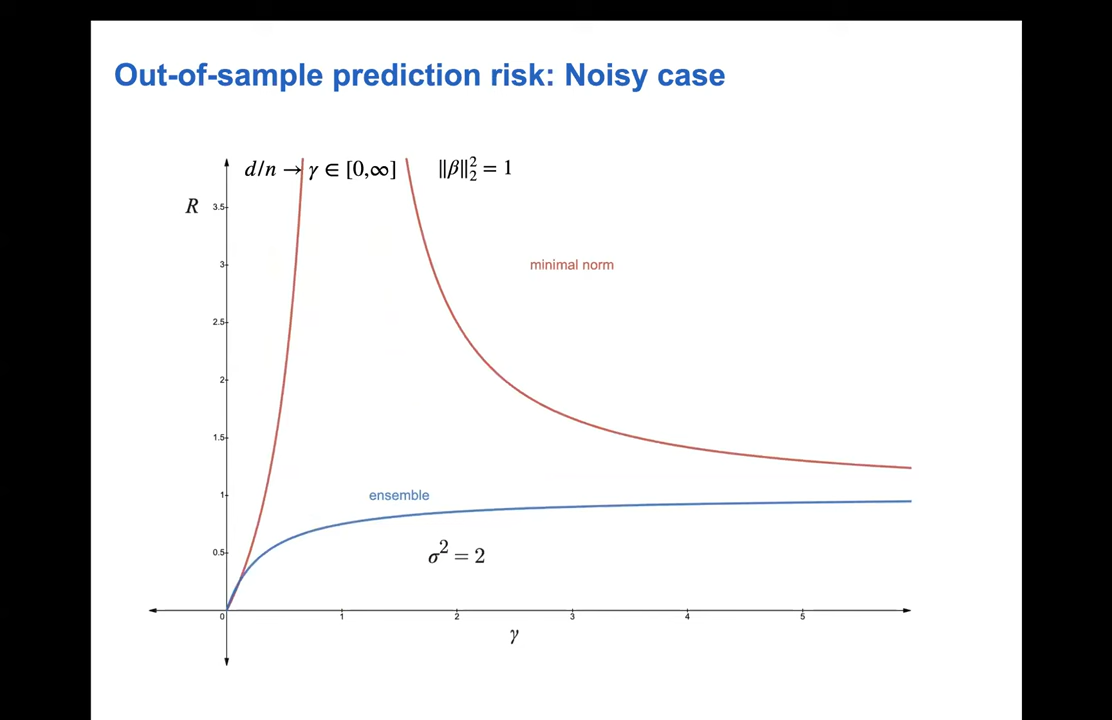 Out-of-sample prediction risk: Noisy case
d/n → γ ∈ [0,∞] ||β||₂² = 1
R
3.5
3
minimal norm
2.5
2
1.5
1
ensemble
0.5
σ² = 2
0 1 2 3 4 5
γ